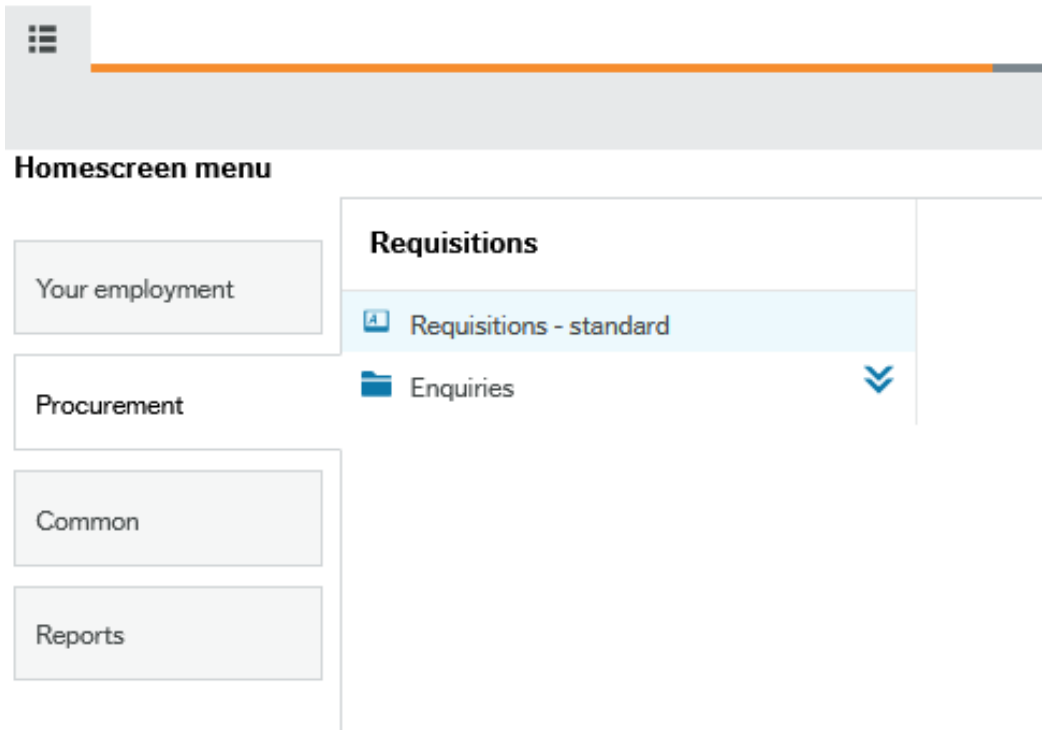 Homescreen menu
Your employment
Procurement
Common
Reports
Requisitions
Requisitions - standard
Enquiries